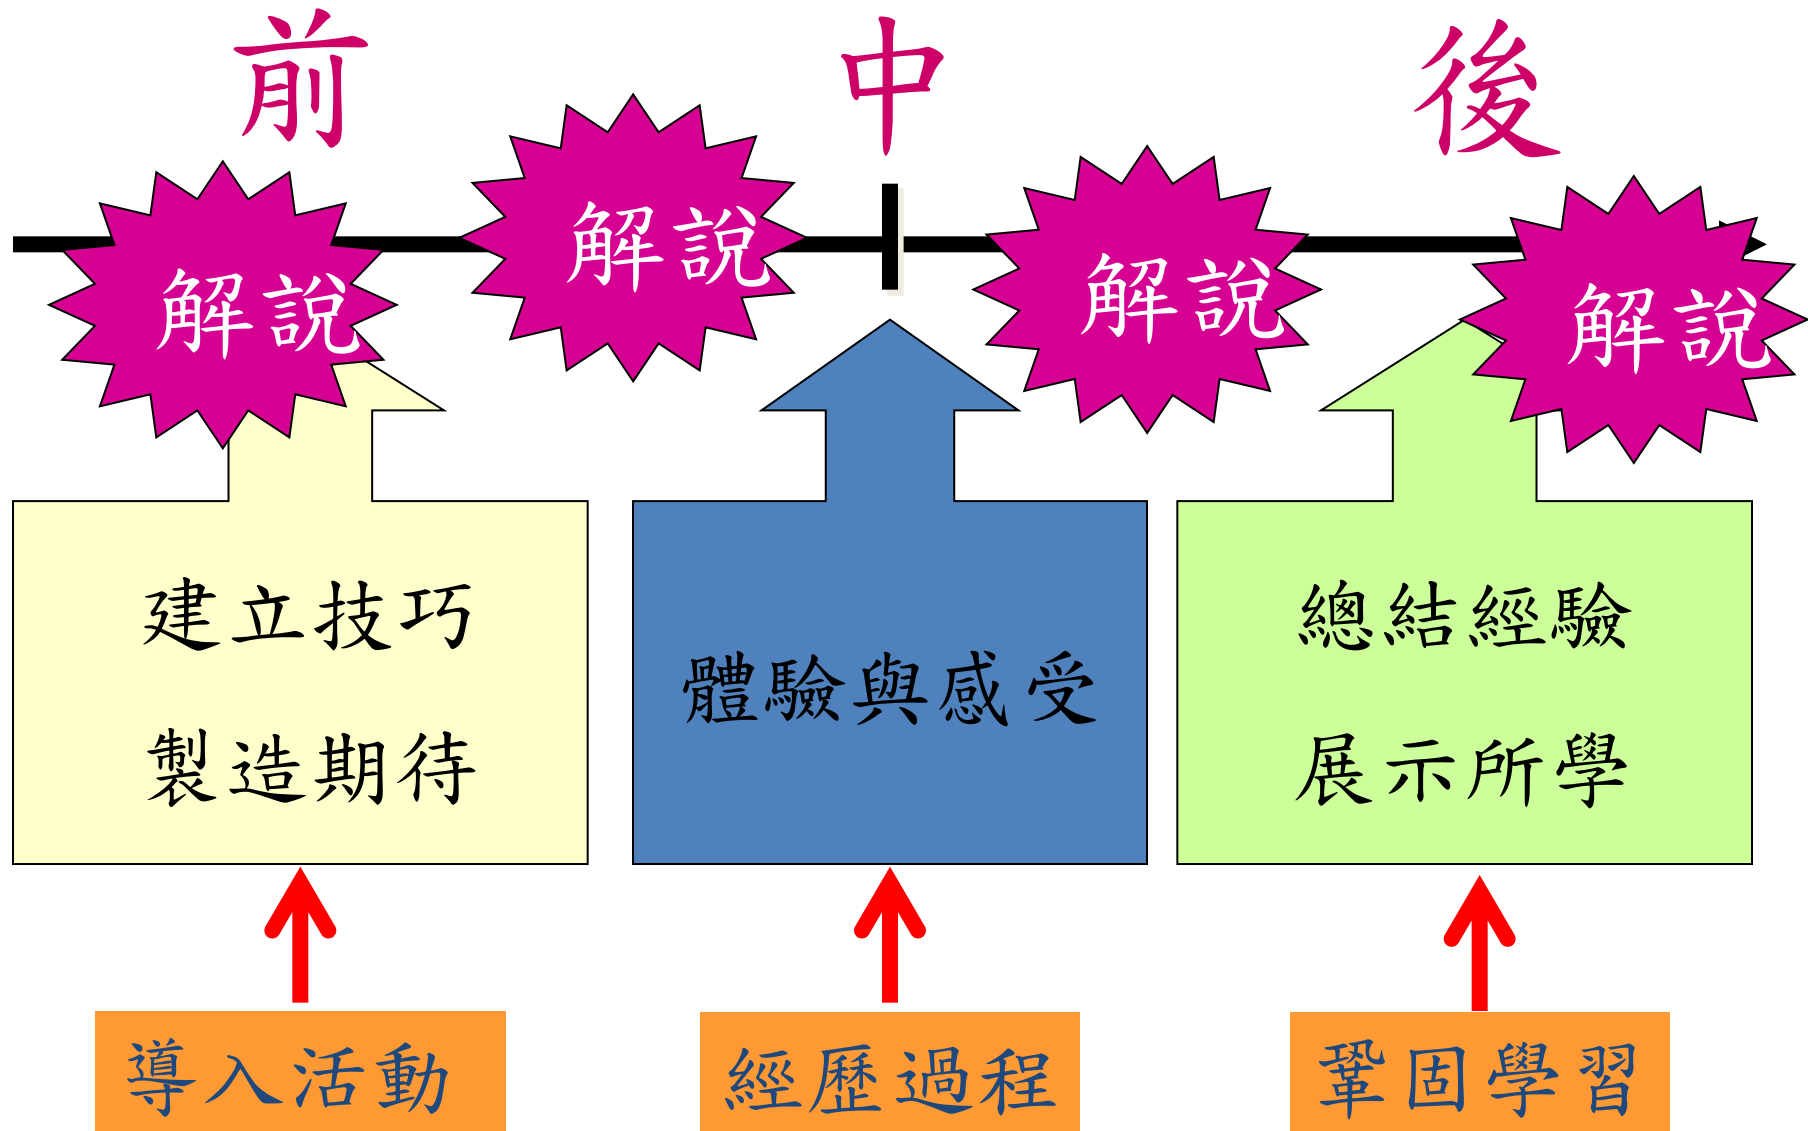 前
中
後
解說
解說
解說
解說
建立技巧
製造期待
體驗與感受
總結經驗
展示所學
導入活動
經歷過程
鞏固學習